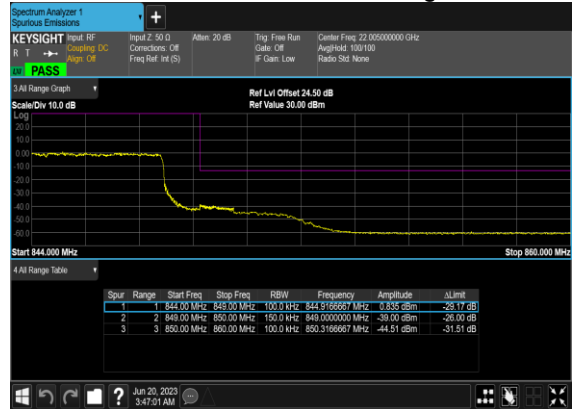 Spectrum Analyzer 1
Spurious Emissions
KEYSIGHT Input: RF Input Z: 50 Ω Atten: 20 dB Trig: Free Run Center Freq: 22.005000000 GHz
R T Coupling: DC Corrections: Off Gate: Off Avg|Hold: 100/100
Align: Off Freq Ref: Int (S) IF Gain: Low Radio Std: None
PASS
3 All Range Graph
Ref Lvl Offset 24.50 dB
Scale/Div 10.0 dB Ref Value 30.00 dBm
Log
20.0
10.0
0.00
-10.0
-20.0
-30.0
-40.0
-50.0
-60.0
Start 844.000 MHz Stop 860.000 MHz
4 All Range Table
Spur Range Start Freq Stop Freq RBW Frequency Amplitude ΔLimit
1 1 844.00 MHz 849.00 MHz 100.0 kHz 844.9166667 MHz 0.835 dBm -29.17 dB
2 2 849.00 MHz 850.00 MHz 150.0 kHz 849.0000000 MHz -39.00 dBm -26.00 dB
3 3 850.00 MHz 860.00 MHz 100.0 kHz 850.3166667 MHz -44.51 dBm -31.51 dB
? Jun 20, 2023
3:47:01 AM